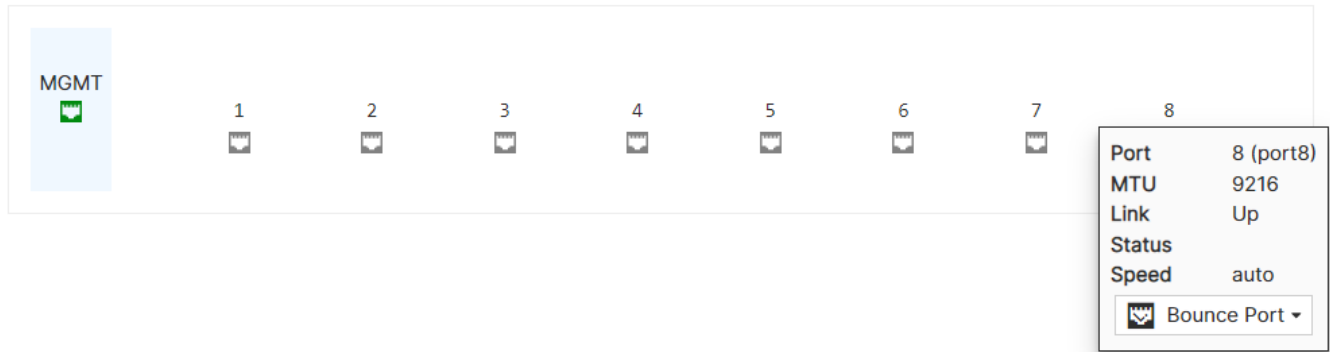 MGMT
1 2 3 4 5 6 7 8
Port 8 (port8)
MTU 9216
Link Up
Status
Speed auto
Bounce Port